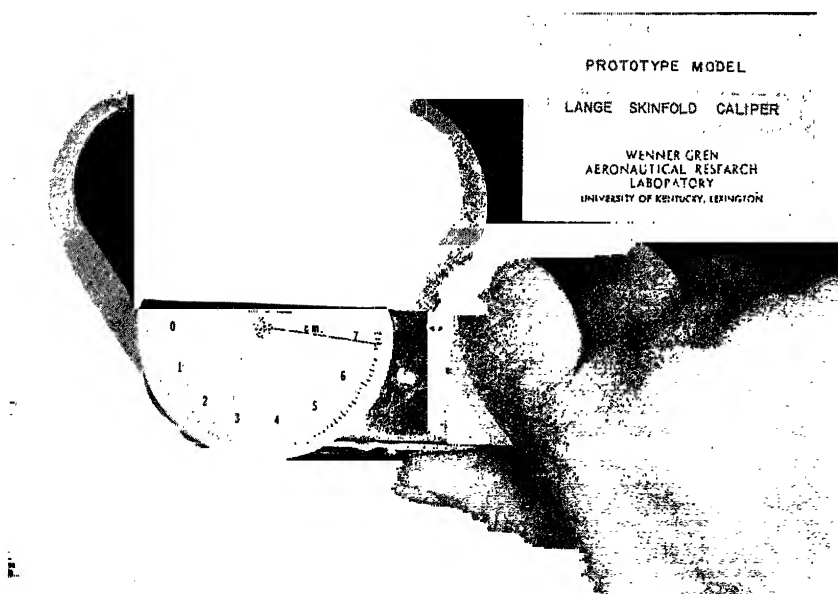 PROTOTYPE MODEL
LANGE SKINFOLD CALIPER
WENNER GREN
AERONAUTICAL RESEARCH
LABORATORY
UNIVERSITY OF KENTUCKY, LEXINGTON
0 cm. 7
1 6
2 3 4 5